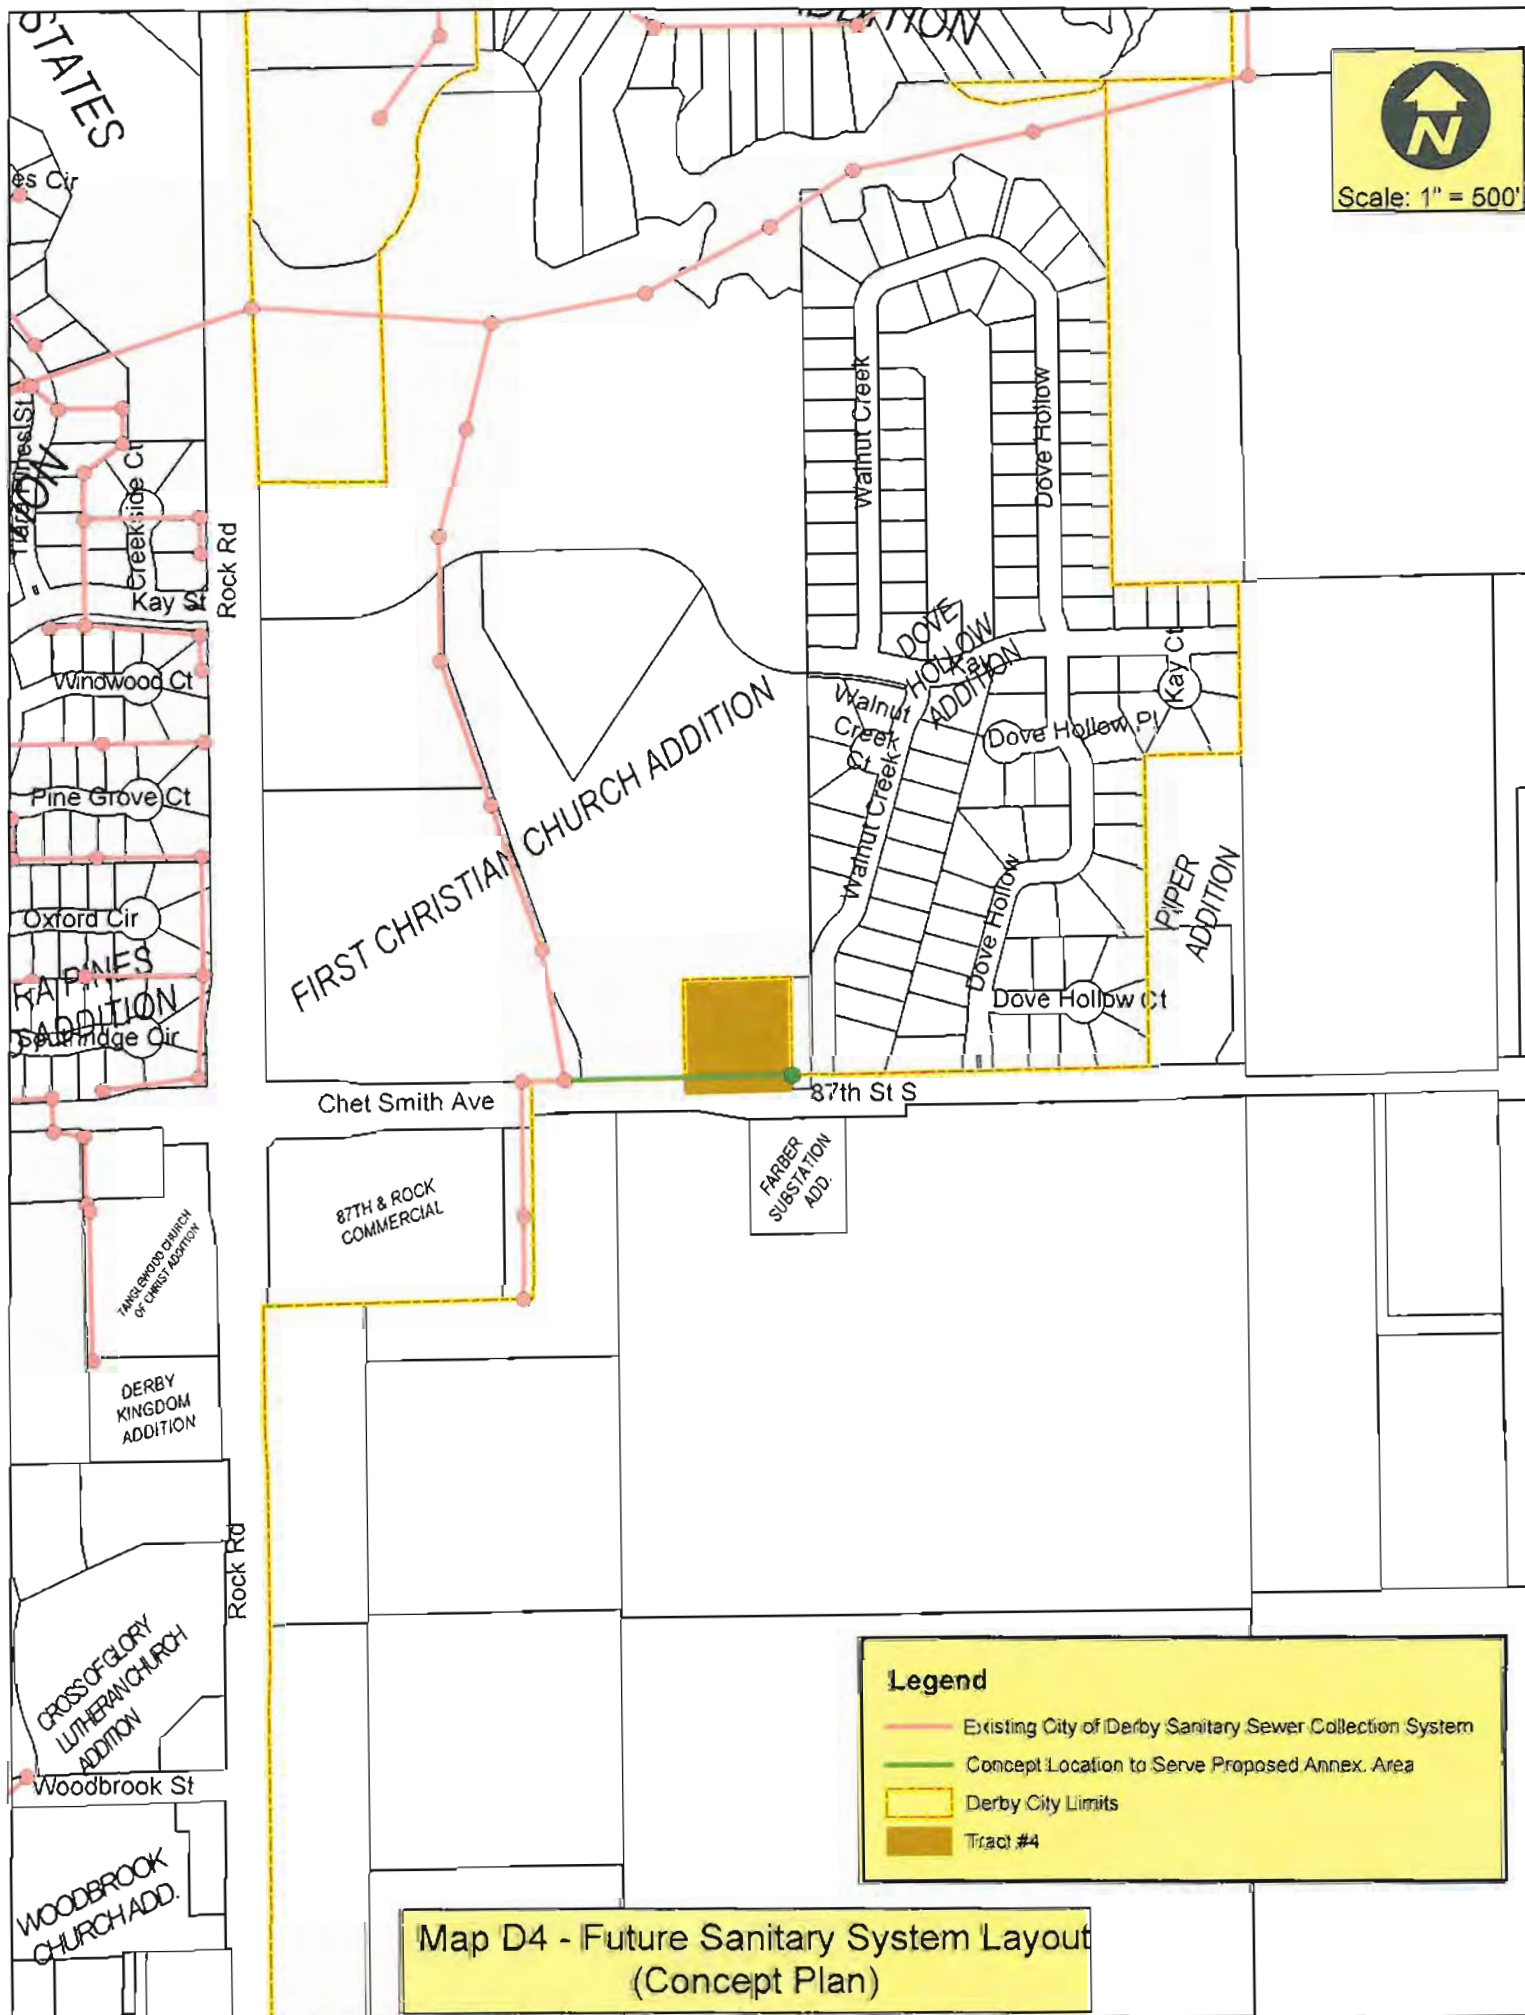 STATES
ADDITION
N
Scale: 1" = 500'
es Cir
Walnut Creek
Dove Hollow
Creekside Ct
Rock Rd
Kay St
DOVE
HOLLOW
ADDITION
Kay
Kay Ct
Windwood Ct
Walnut
Creek
Ct
Dove Hollow Pl
Pine Grove Ct
Walnut Creek
FIRST CHRISTIAN CHURCH ADDITION
PIPER
ADDITION
Oxford Cir
Dove Hollow
RA PINES
ADDITION
Dove Hollow Ct
Southridge Cir
Chet Smith Ave
87th St S
FARBER
SUBSTATION
ADD.
87TH & ROCK
COMMERCIAL
TANGLEWOOD CHURCH
OF CHRIST ADDITION
DERBY
KINGDOM
ADDITION
Rock Rd
CROSS OF GLORY
LUTHERAN CHURCH
ADDITION
Woodbrook St
WOODBROOK
CHURCH ADD.
Legend
Existing City of Derby Sanitary Sewer Collection System
Concept Location to Serve Proposed Annex. Area
Derby City Limits
Tract #4
Map D4 - Future Sanitary System Layout
(Concept Plan)